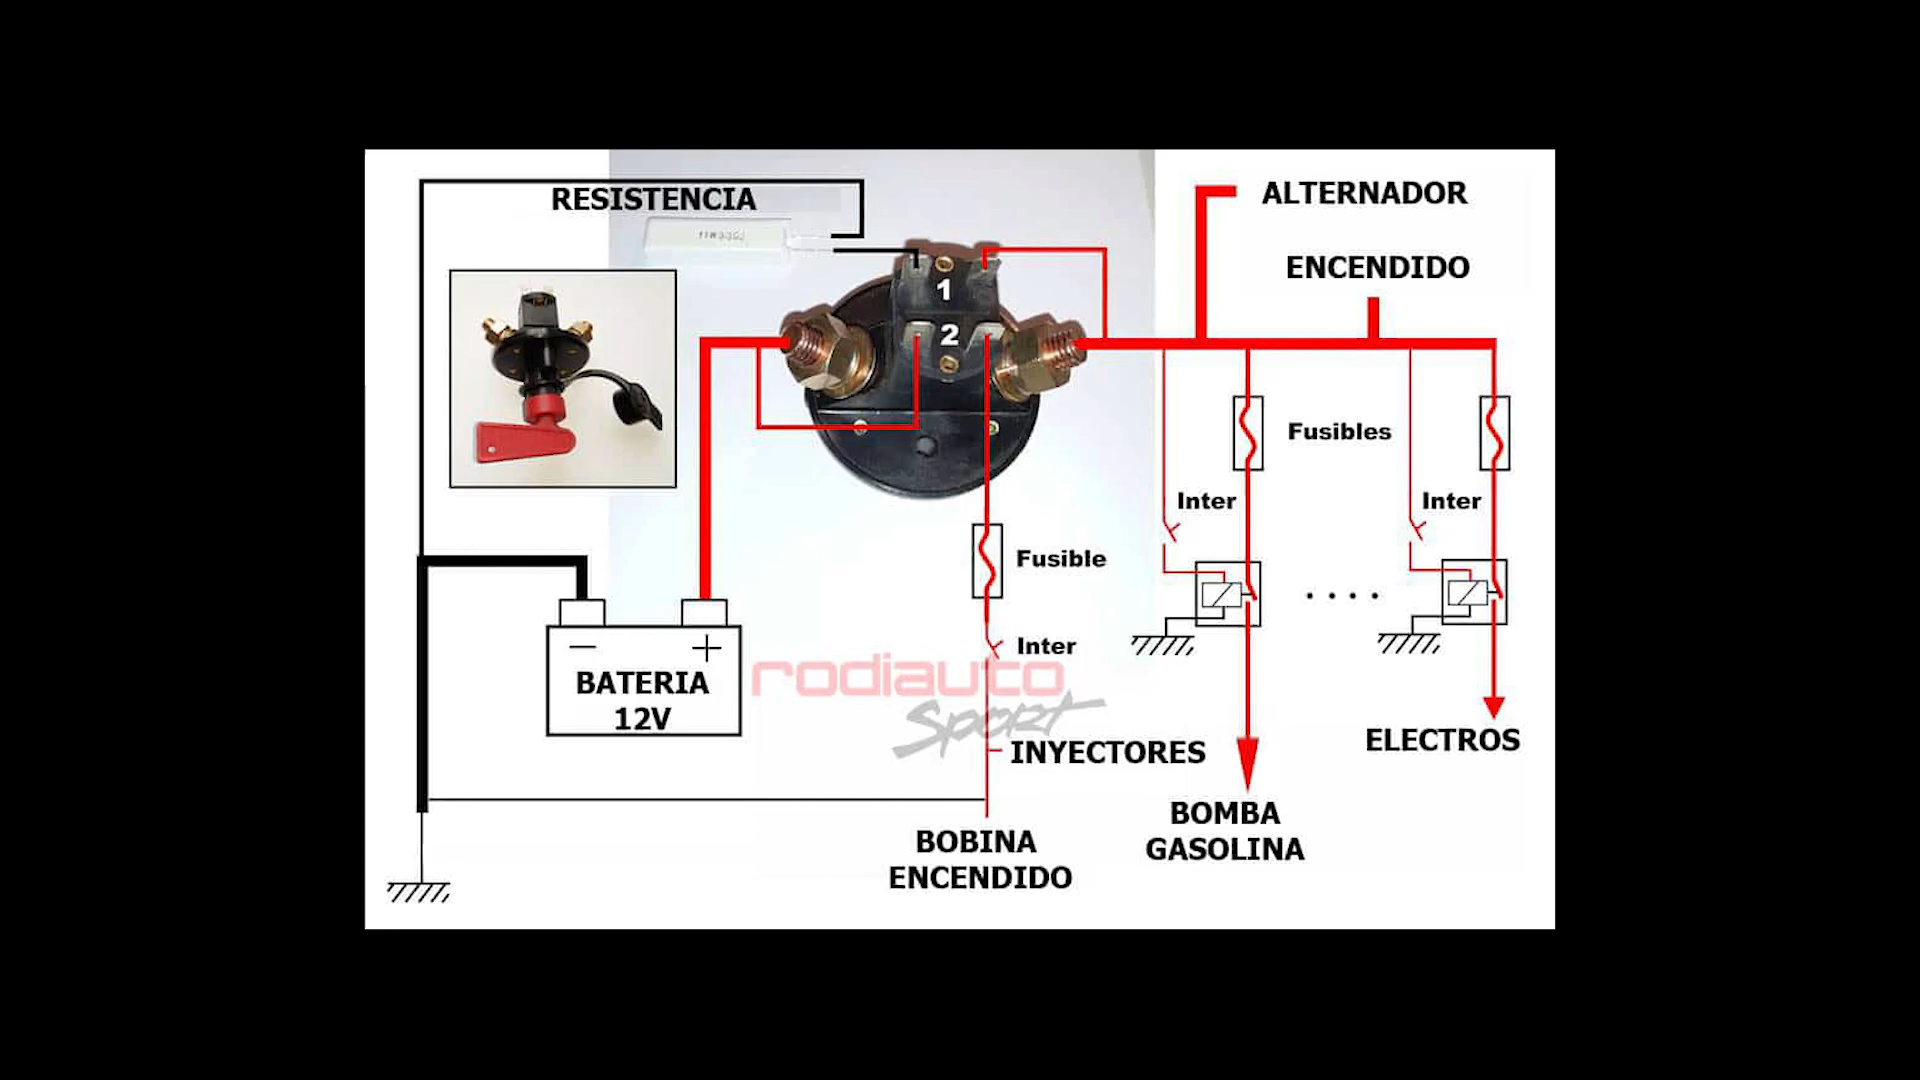 RESISTENCIA
ALTERNADOR
ENCENDIDO
1
2
Fusibles
Inter
Inter
Fusible
Inter
BATERIA
12V
rodiauto
Sport
INYECTORES
ELECTROS
BOMBA
GASOLINA
BOBINA
ENCENDIDO